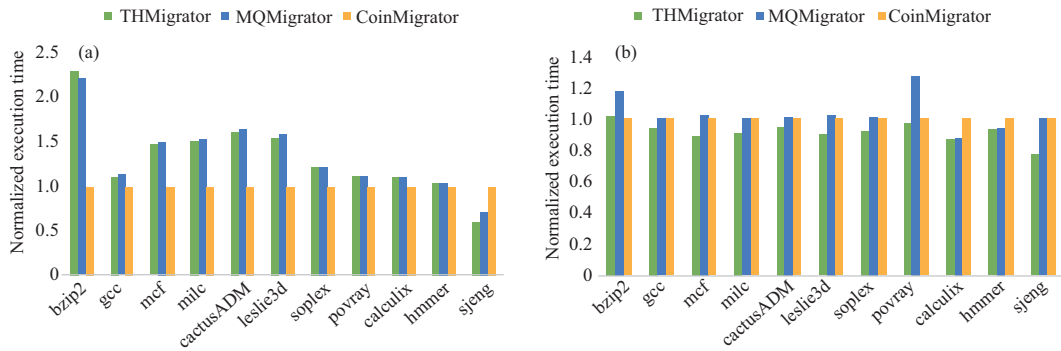 THMigrator MQMigrator CoinMigrator
(a)
Normalized execution time
2.5
2.0
1.5
1.0
0.5
0
bzip2
gcc
mcf
milc
cactusADM
leslie3d
soplex
povray
calculix
hmmer
sjeng
THMigrator MQMigrator CoinMigrator
(b)
Normalized execution time
1.4
1.2
1.0
0.8
0.6
0.4
0.2
0
bzip2
gcc
mcf
milc
cactusADM
leslie3d
soplex
povray
calculix
hmmer
sjeng